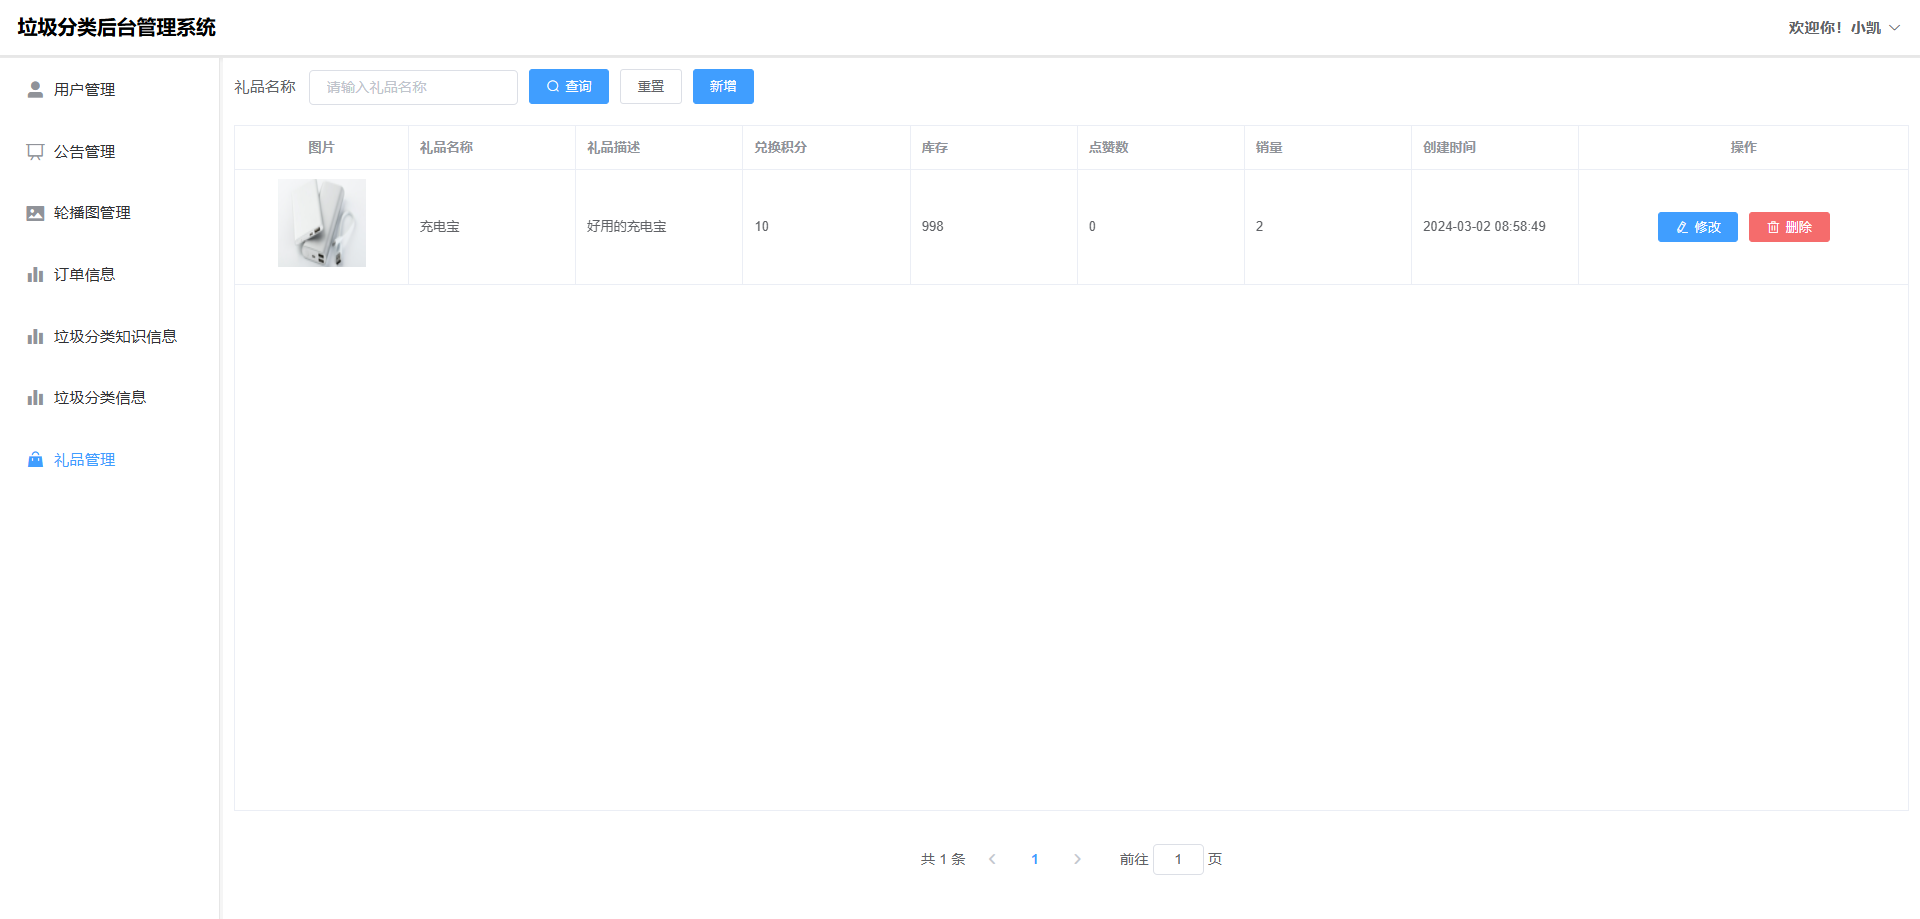 垃圾分类后台管理系统
欢迎你！小凯
用户管理
公告管理
轮播图管理
订单信息
垃圾分类知识信息
垃圾分类信息
礼品管理
礼品名称 请输入礼品名称 查询 重置 新增
图片 礼品名称 礼品描述 兑换积分 库存 点赞数 销量 创建时间 操作
充电宝 好用的充电宝 10 998 0 2 2024-03-02 08:58:49 修改 删除
共 1 条 1 前往 1 页